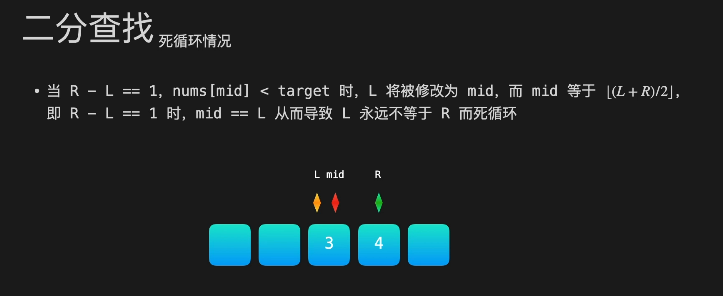 二分查找 死循环情况
• 当 R - L == 1，nums[mid] < target 时，L 将被修改为 mid，而 mid 等于 ⌊(L + R)/2⌋，
即 R - L == 1 时，mid == L 从而导致 L 永远不等于 R 而死循环
L mid R
3 4